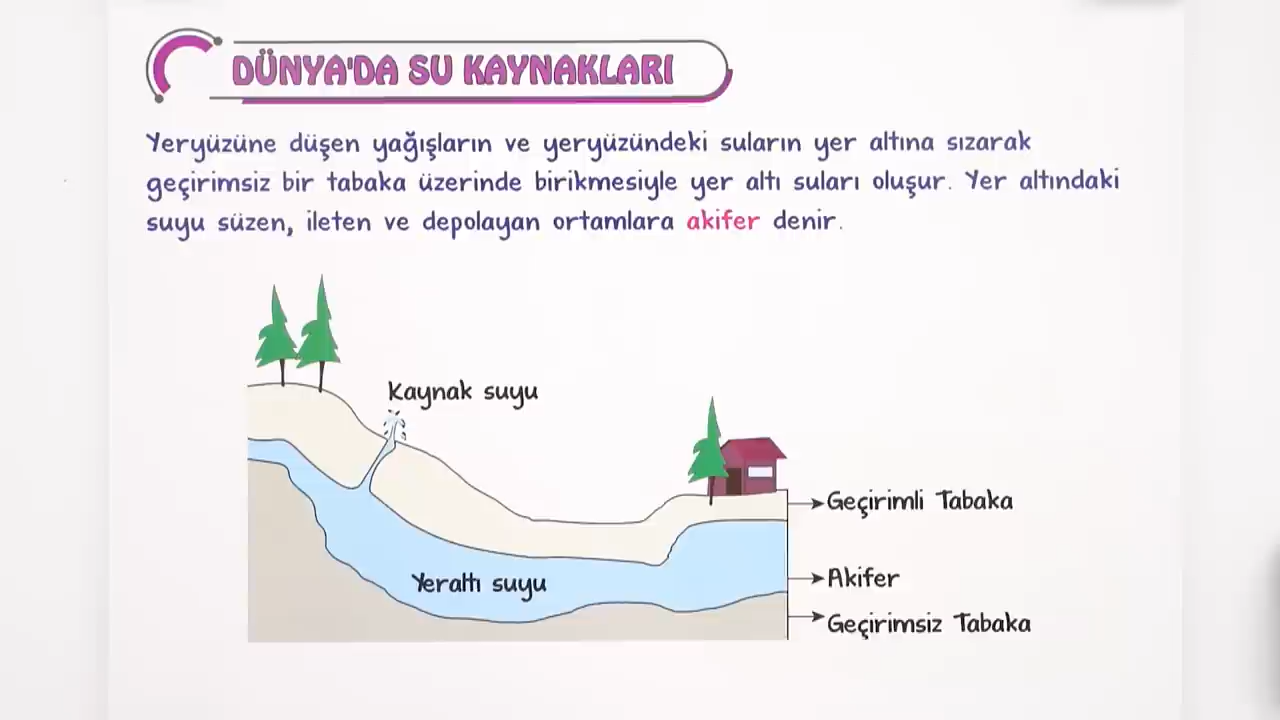 DÜNYA'DA SU KAYNAKLARI
Yeryüzüne düşen yağışların ve yeryüzündeki suların yer altına sızarak
geçirimsiz bir tabaka üzerinde birikmesiyle yer altı suları oluşur. Yer altındaki
suyu süzen, ileten ve depolayan ortamlara akifer denir.
Kaynak suyu
Geçirimli Tabaka
Akifer
Yeraltı suyu
Geçirimsiz Tabaka